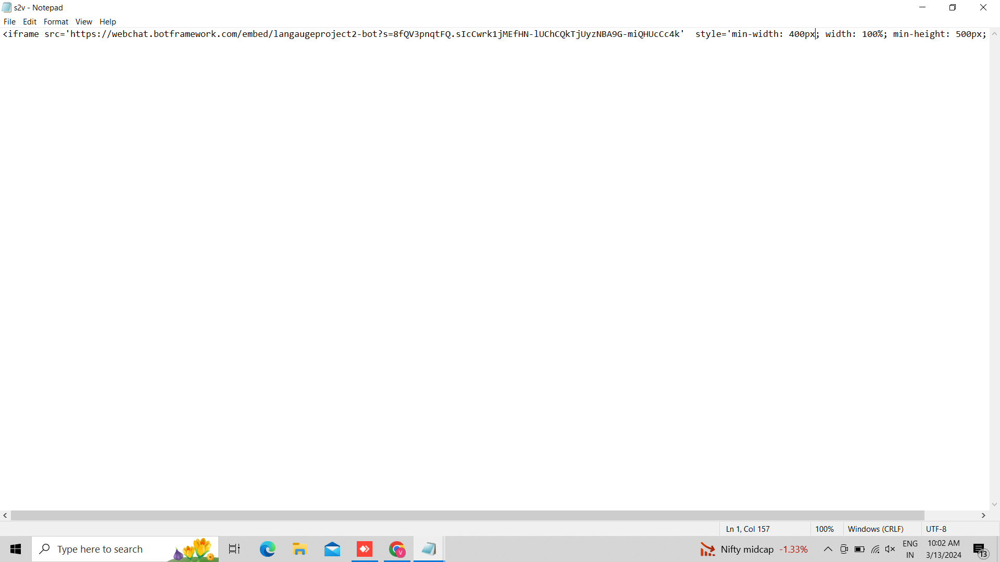 s2v - Notepad
File Edit Format View Help
<iframe src='https://webchat.botframework.com/embed/langaugeproject2-bot?s=8fQV3pnqtFQ.sIcCwrk1jMEfHN-lUChCQkTjUyzNBA9G-miQHUcCc4k'  style='min-width: 400px; width: 100%; min-height: 500px;
Ln 1, Col 157 100% Windows (CRLF) UTF-8
Type here to search
V
Nifty midcap -1.33%
ENG
IN
10:02 AM
3/13/2024
13